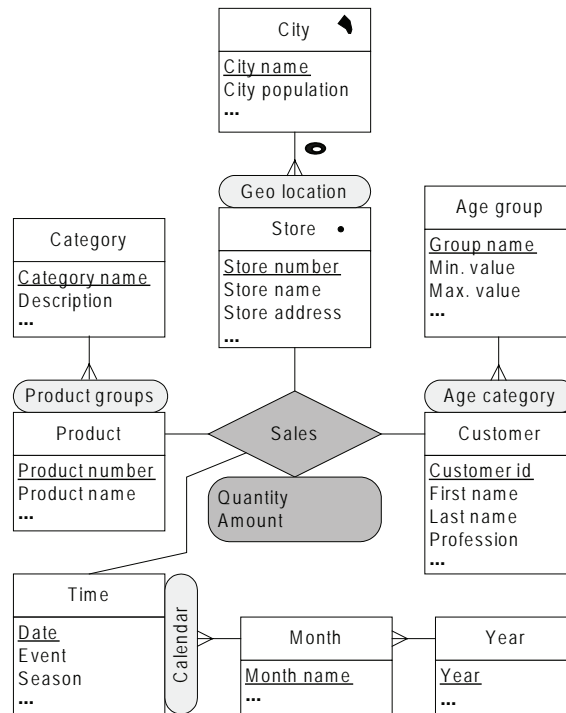 City
City name
City population
...
Geo location
Store
Store number
Store name
Store address
...
Age group
Group name
Min. value
Max. value
...
Category
Category name
Description
...
Product groups
Product
Product number
Product name
...
Sales
Quantity
Amount
Age category
Customer
Customer id
First name
Last name
Profession
...
Time
Date
Event
Season
...
Calendar
Month
Month name
...
Year
Year
...